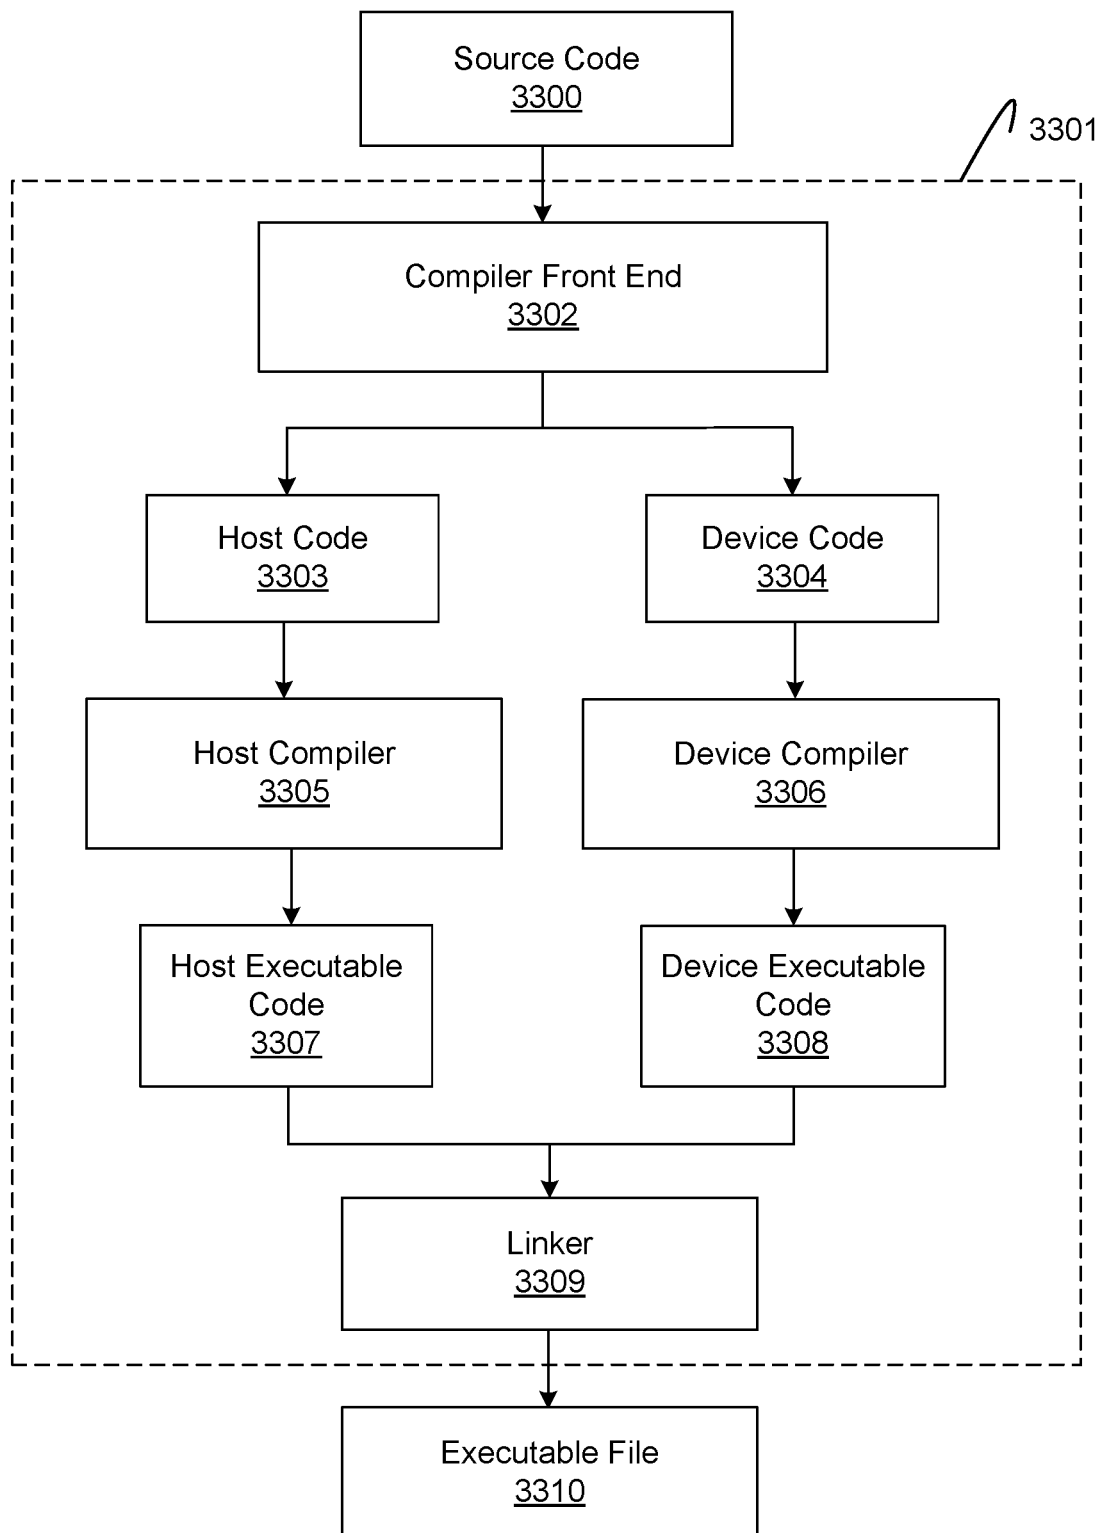 Source Code
3300
3301
Compiler Front End
3302
Host Code
3303
Device Code
3304
Host Compiler
3305
Device Compiler
3306
Host Executable
Code
3307
Device Executable
Code
3308
Linker
3309
Executable File
3310